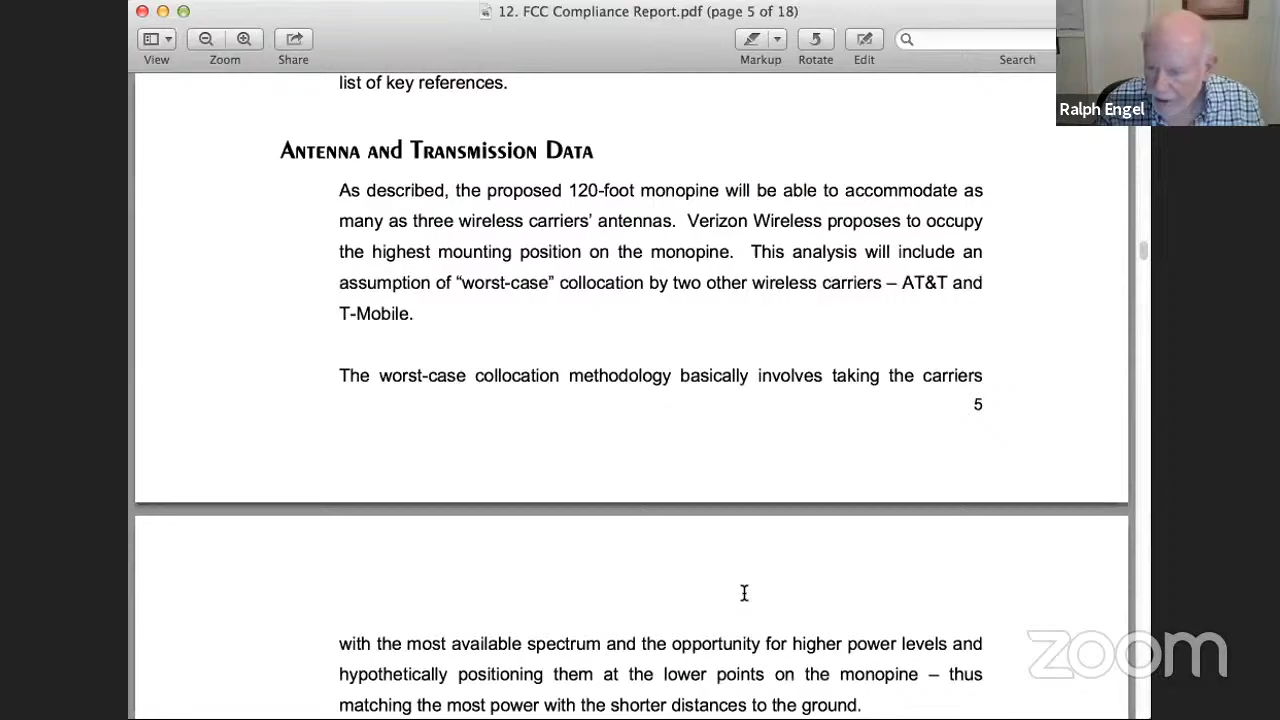 12. FCC Compliance Report.pdf (page 5 of 18)
View
Zoom
Share
Markup
Rotate
Edit
Search
Ralph Engel
list of key references.
Antenna and Transmission Data
As described, the proposed 120-foot monopine will be able to accommodate as
many as three wireless carriers’ antennas. Verizon Wireless proposes to occupy
the highest mounting position on the monopine. This analysis will include an
assumption of “worst-case” collocation by two other wireless carriers – AT&T and
T-Mobile.
The worst-case collocation methodology basically involves taking the carriers
5
with the most available spectrum and the opportunity for higher power levels and
hypothetically positioning them at the lower points on the monopine – thus
matching the most power with the shorter distances to the ground.
zoom